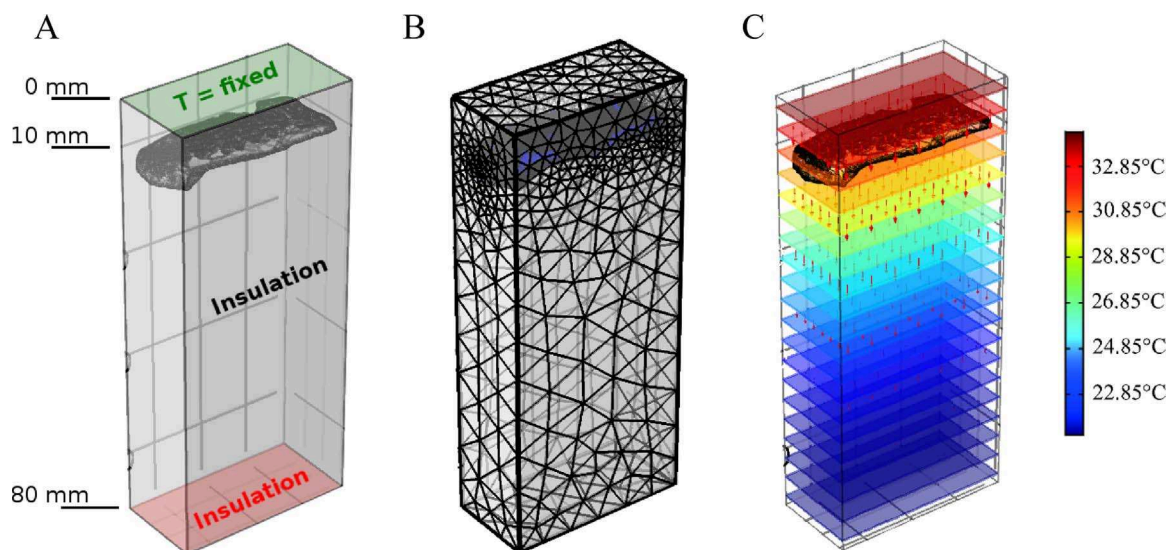 A
B
C
0 mm
10 mm
80 mm
T = fixed
Insulation
Insulation
32.85°C
30.85°C
28.85°C
26.85°C
24.85°C
22.85°C